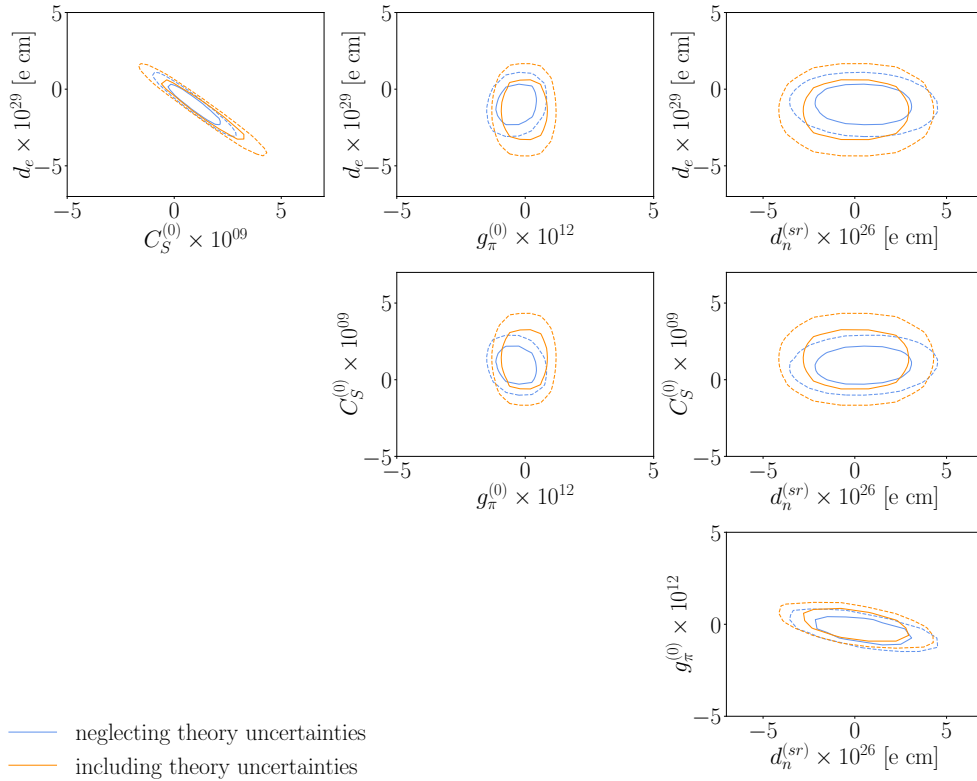 5
0
−5
d_e × 10^29 [e cm]
−5 0 5
C_S^(0) × 10^09
5
0
−5
d_e × 10^29 [e cm]
−5 0 5
g_π^(0) × 10^12
5
0
−5
d_e × 10^29 [e cm]
−5 0 5
d_n^(sr) × 10^26 [e cm]
5
0
−5
C_S^(0) × 10^09
−5 0 5
g_π^(0) × 10^12
5
0
−5
C_S^(0) × 10^09
−5 0 5
d_n^(sr) × 10^26 [e cm]
5
0
−5
g_π^(0) × 10^12
−5 0 5
d_n^(sr) × 10^26 [e cm]
neglecting theory uncertainties
including theory uncertainties